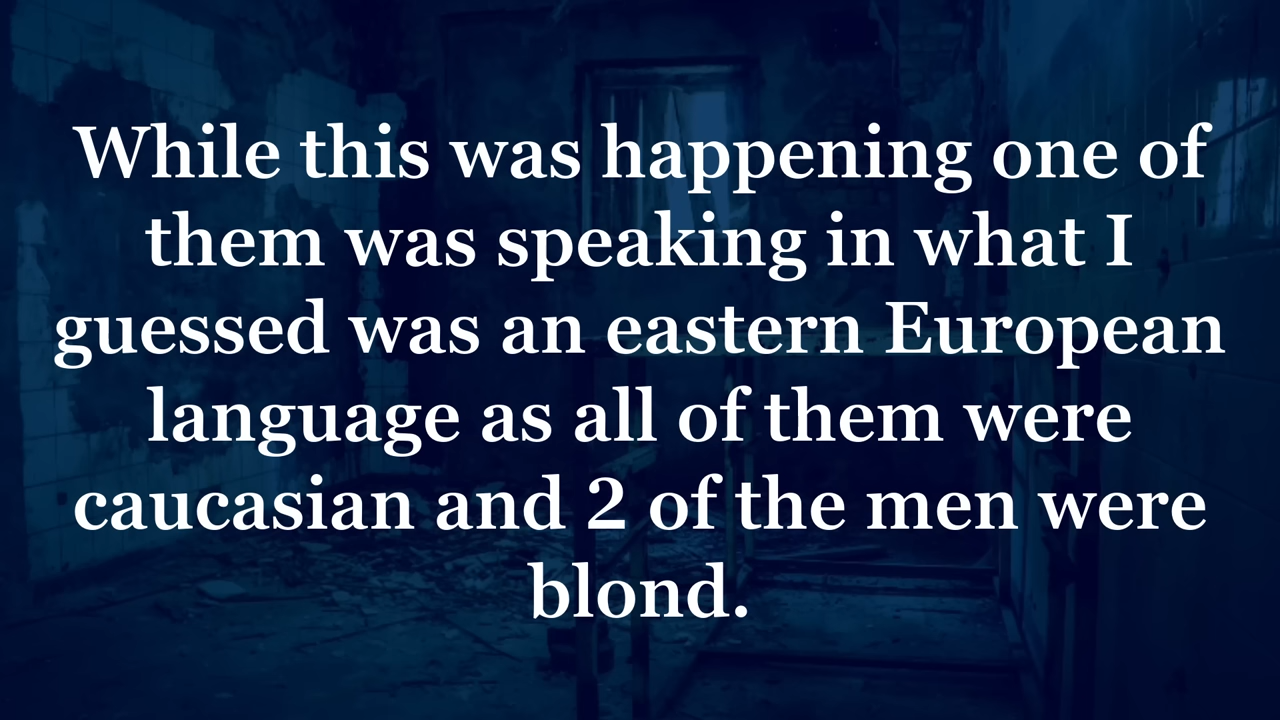 While this was happening one of
them was speaking in what I
guessed was an eastern European
language as all of them were
caucasian and 2 of the men were
blond.